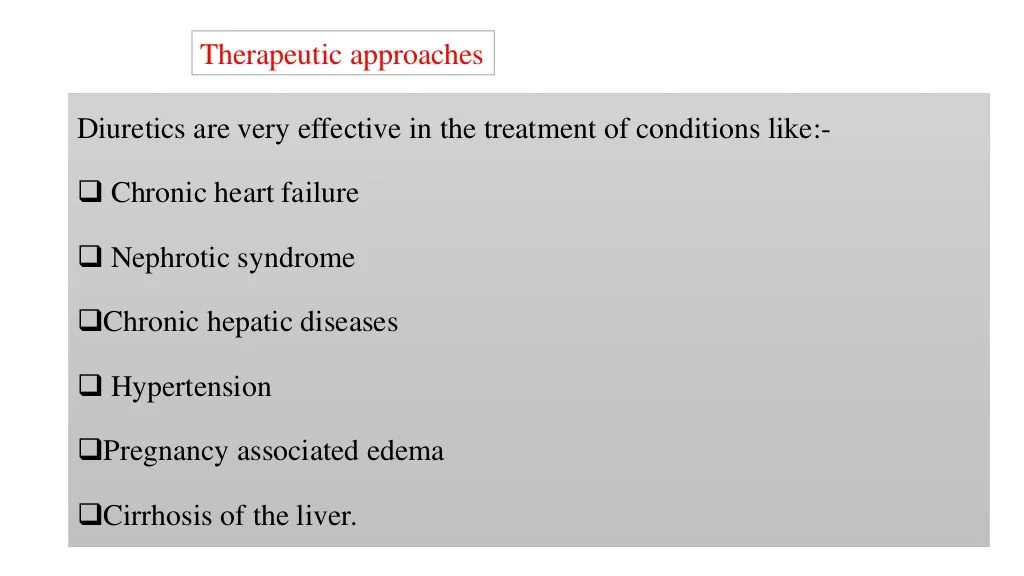 Therapeutic approaches
Diuretics are very effective in the treatment of conditions like:-
❑ Chronic heart failure
❑ Nephrotic syndrome
❑Chronic hepatic diseases
❑ Hypertension
❑Pregnancy associated edema
❑Cirrhosis of the liver.